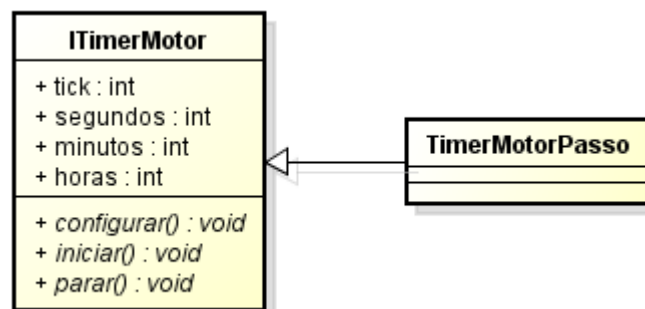 ITimerMotor
+ tick : int
+ segundos : int
+ minutos : int
+ horas : int
+ configurar() : void
+ iniciar() : void
+ parar() : void
TimerMotorPasso